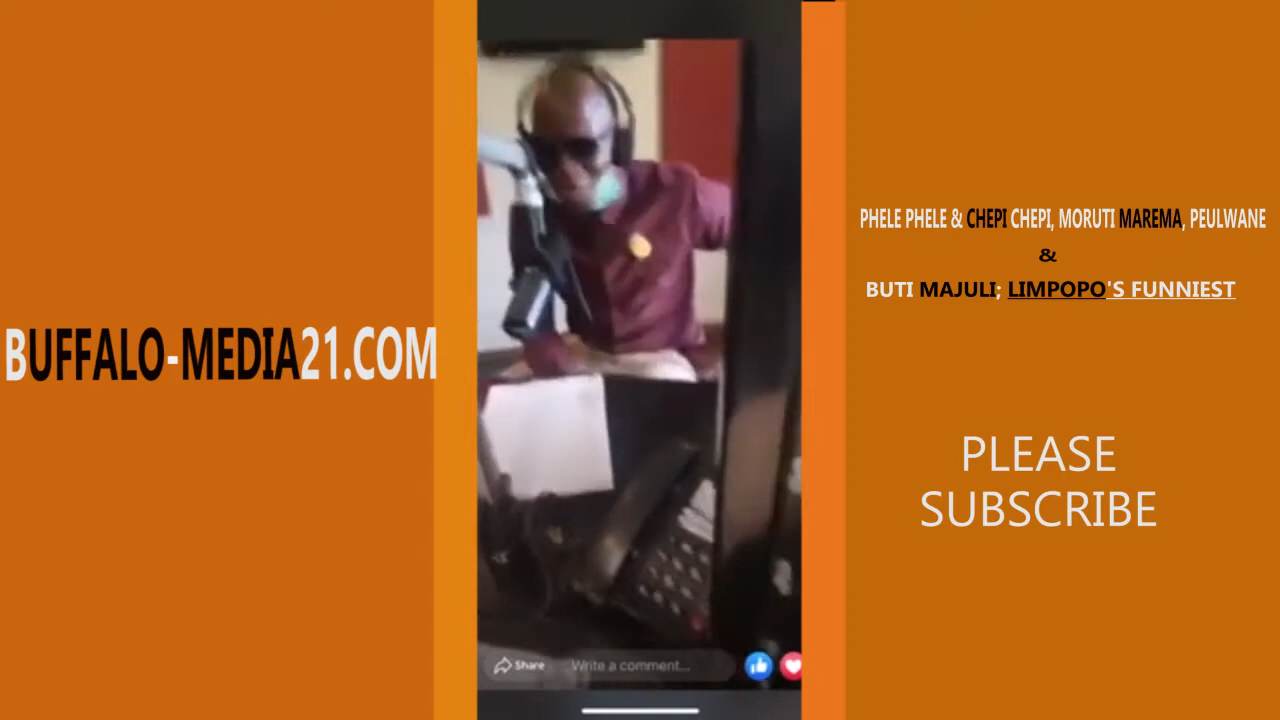 BUFFALO-MEDIA21.COM
PHELE PHELE & CHEPI CHEPI, MORUTI MAREMA, PEULWANE
&
BUTI MAJULI; LIMPOPO'S FUNNIEST
PLEASE
SUBSCRIBE
Share
Write a comment...